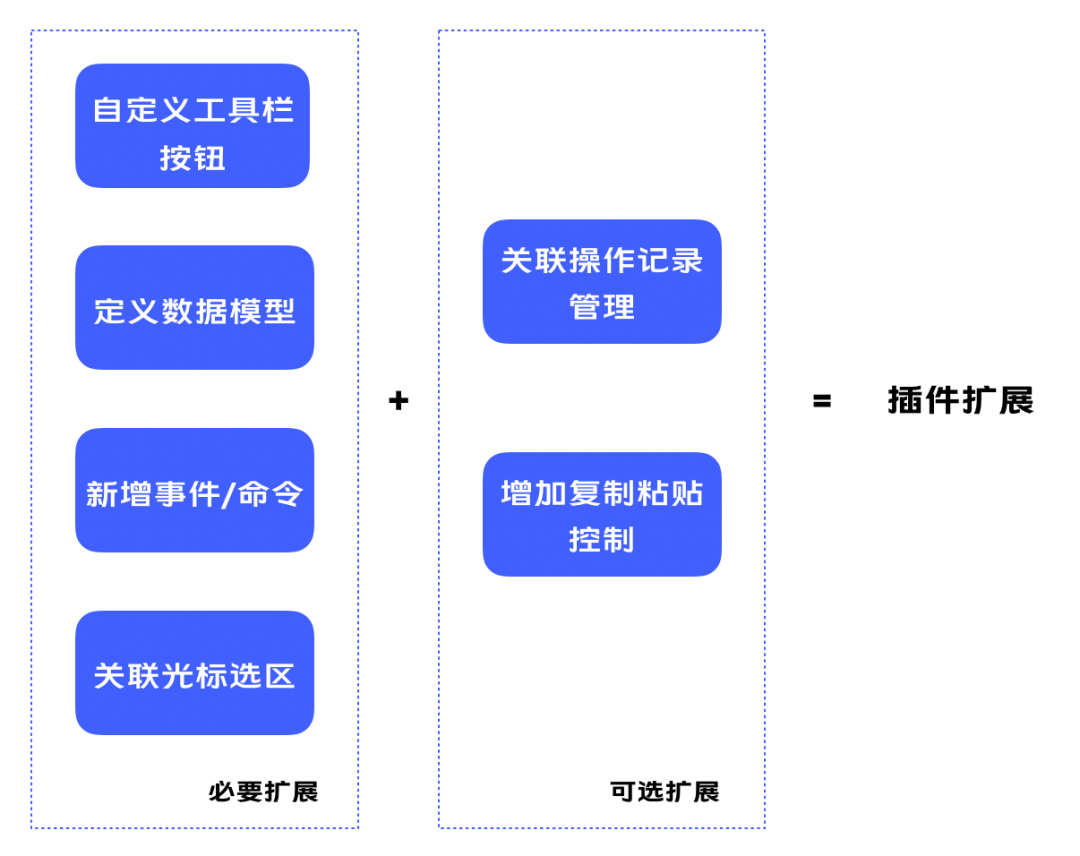 自定义工具栏
按钮
定义数据模型
新增事件/命令
关联光标选区
必要扩展
+
关联操作记录
管理
增加复制粘贴
控制
可选扩展
=
插件扩展